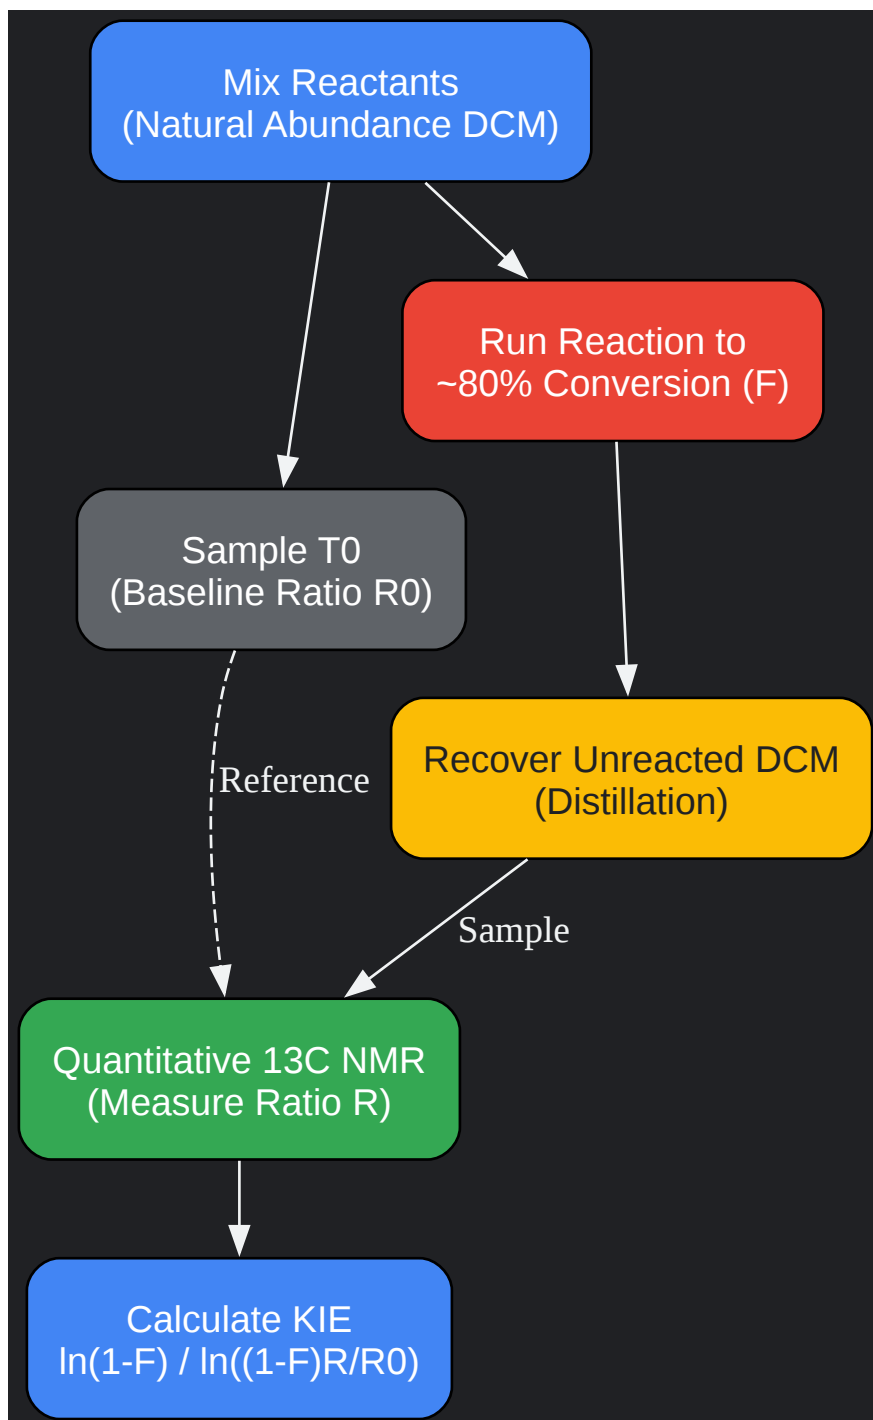 Mix Reactants
(Natural Abundance DCM)
Run Reaction to
~80% Conversion (F)
Sample T0
(Baseline Ratio R0)
Recover Unreacted DCM
(Distillation)
Reference
Sample
Quantitative 13C NMR
(Measure Ratio R)
Calculate KIE
ln(1-F) / ln((1-F)R/R0)